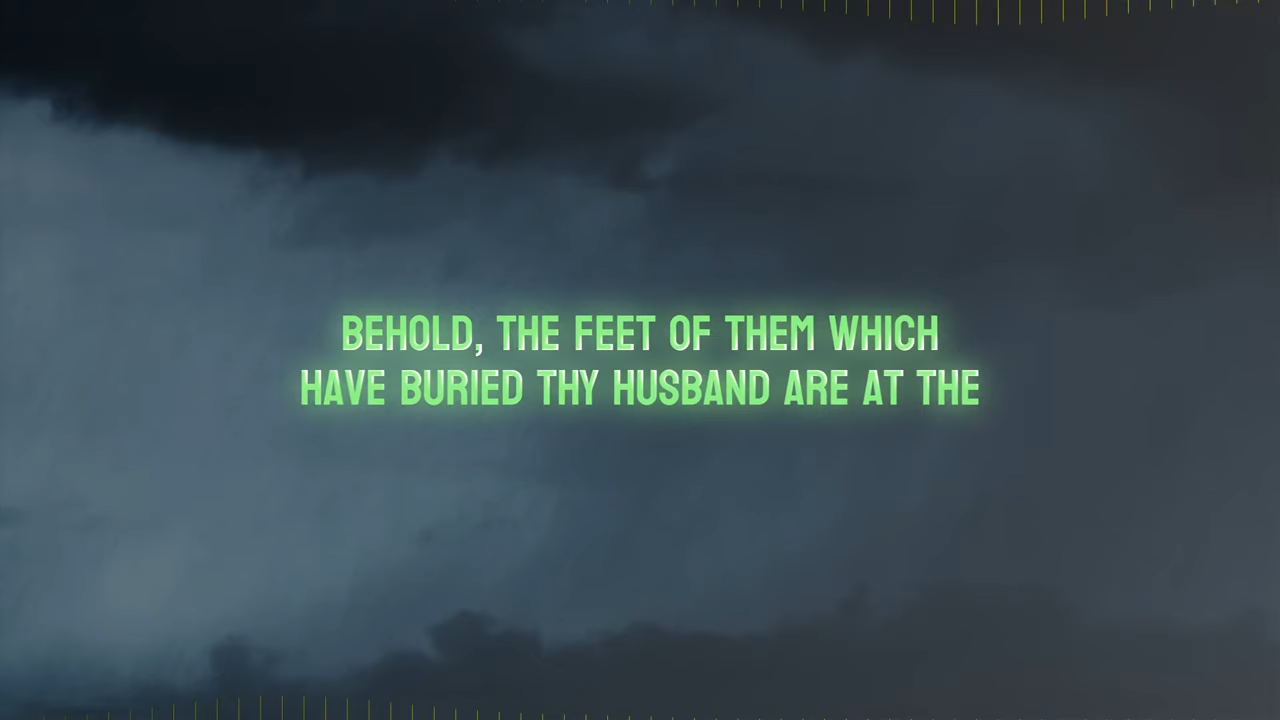 BEHOLD, THE FEET OF THEM WHICH
HAVE BURIED THY HUSBAND ARE AT THE